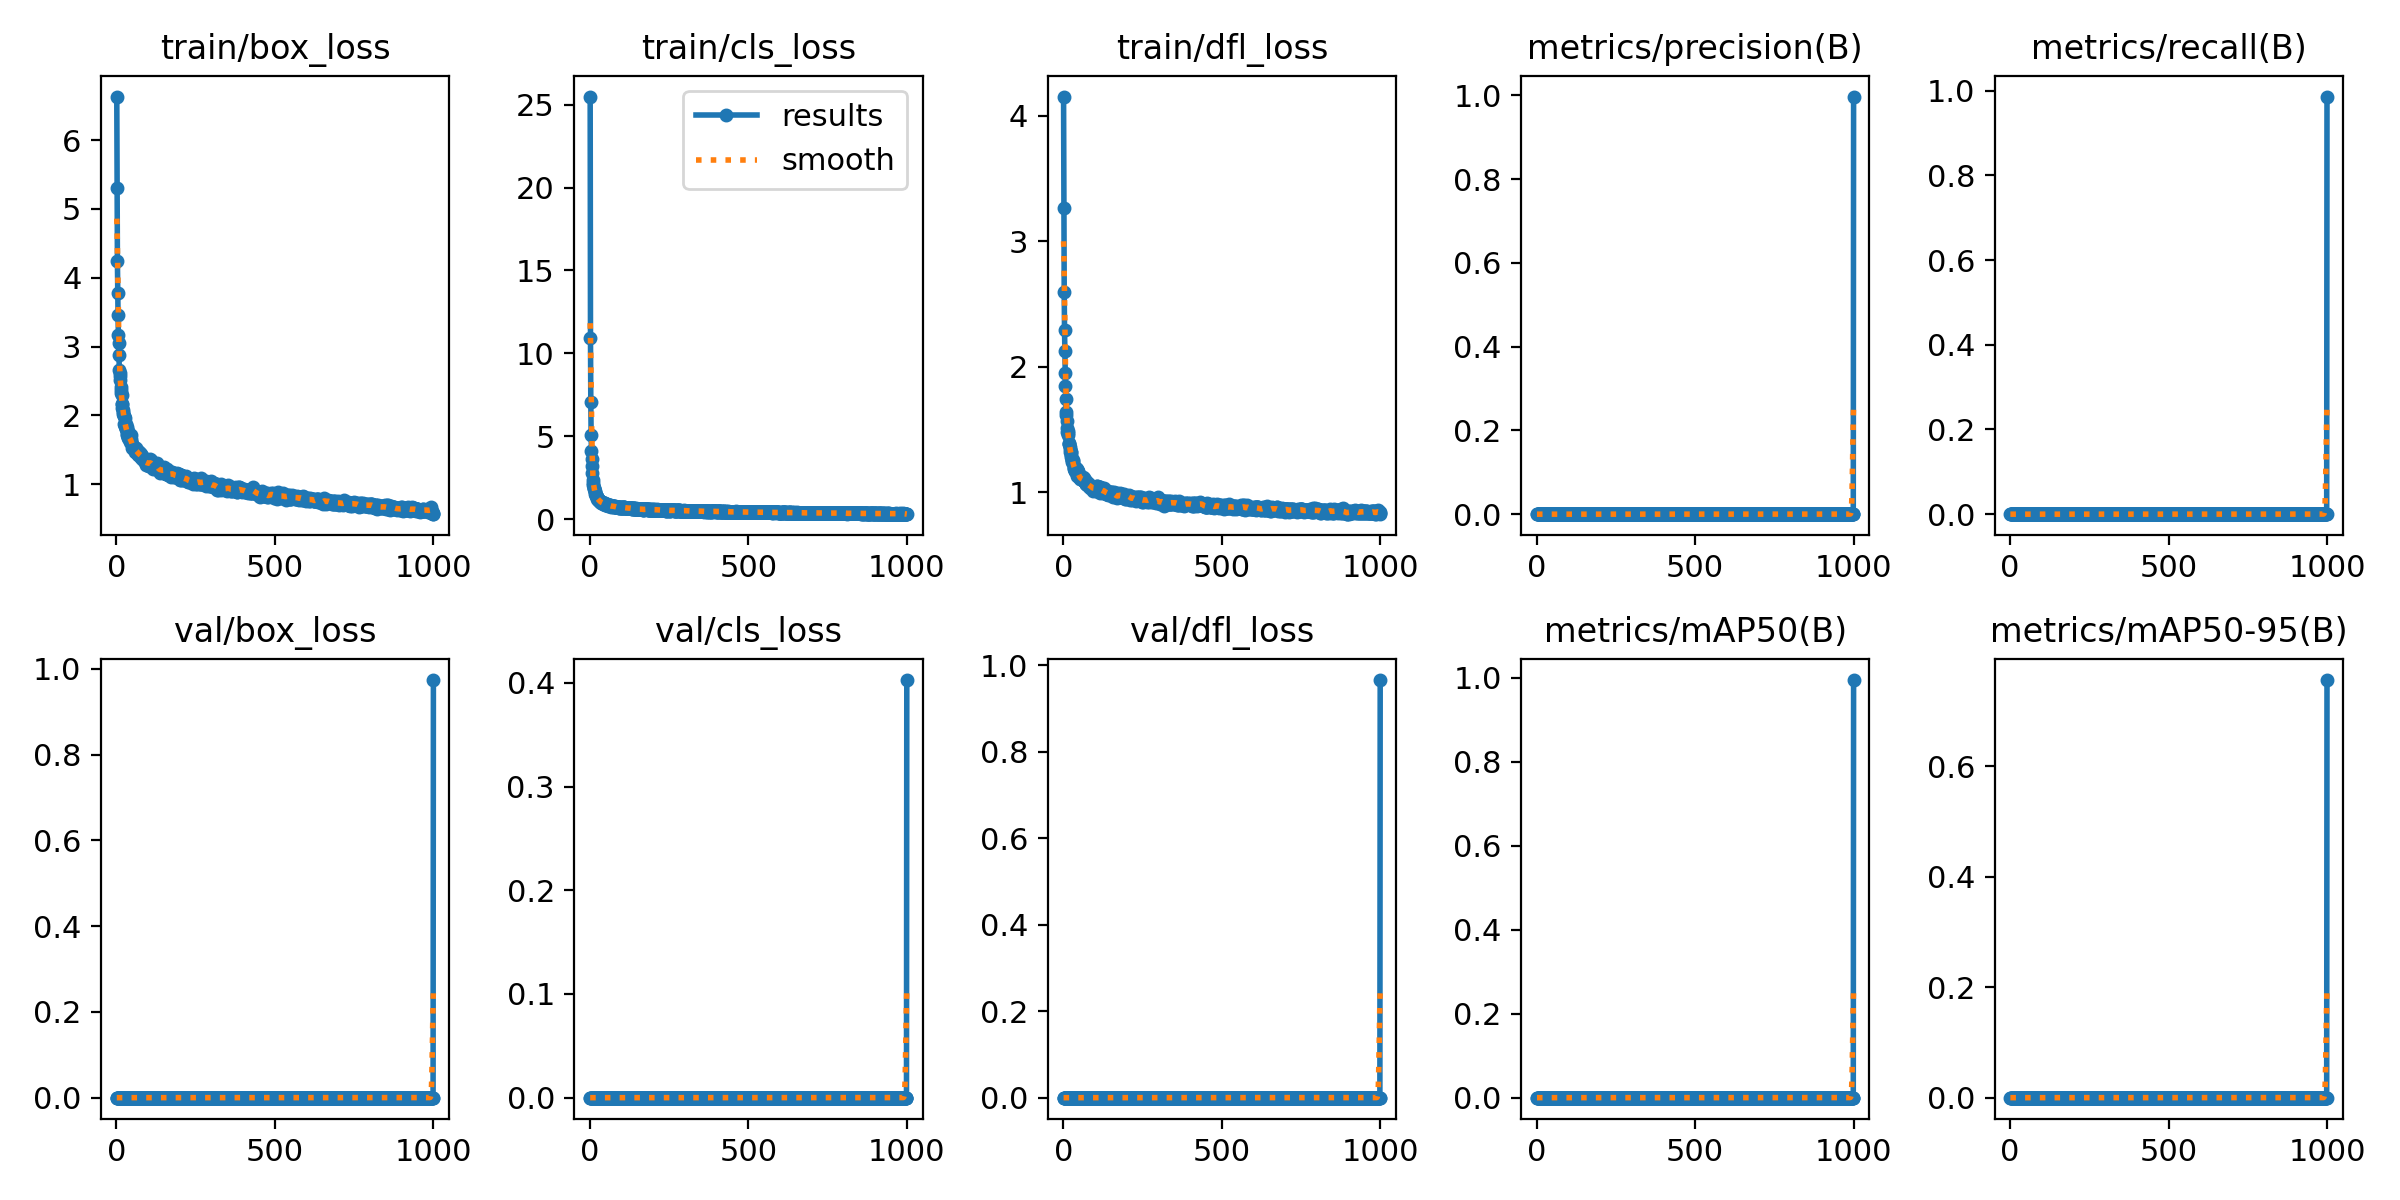 train/box_loss
train/cls_loss
train/dfl_loss
metrics/precision(B)
metrics/recall(B)
6
5
4
3
2
1
0 500 1000
25
20
15
10
5
0
results
smooth
0 500 1000
4
3
2
1
0 500 1000
1.0
0.8
0.6
0.4
0.2
0.0
0 500 1000
1.0
0.8
0.6
0.4
0.2
0.0
0 500 1000
val/box_loss
val/cls_loss
val/dfl_loss
metrics/mAP50(B)
metrics/mAP50-95(B)
1.0
0.8
0.6
0.4
0.2
0.0
0 500 1000
0.4
0.3
0.2
0.1
0.0
0 500 1000
1.0
0.8
0.6
0.4
0.2
0.0
0 500 1000
1.0
0.8
0.6
0.4
0.2
0.0
0 500 1000
0.6
0.4
0.2
0.0
0 500 1000